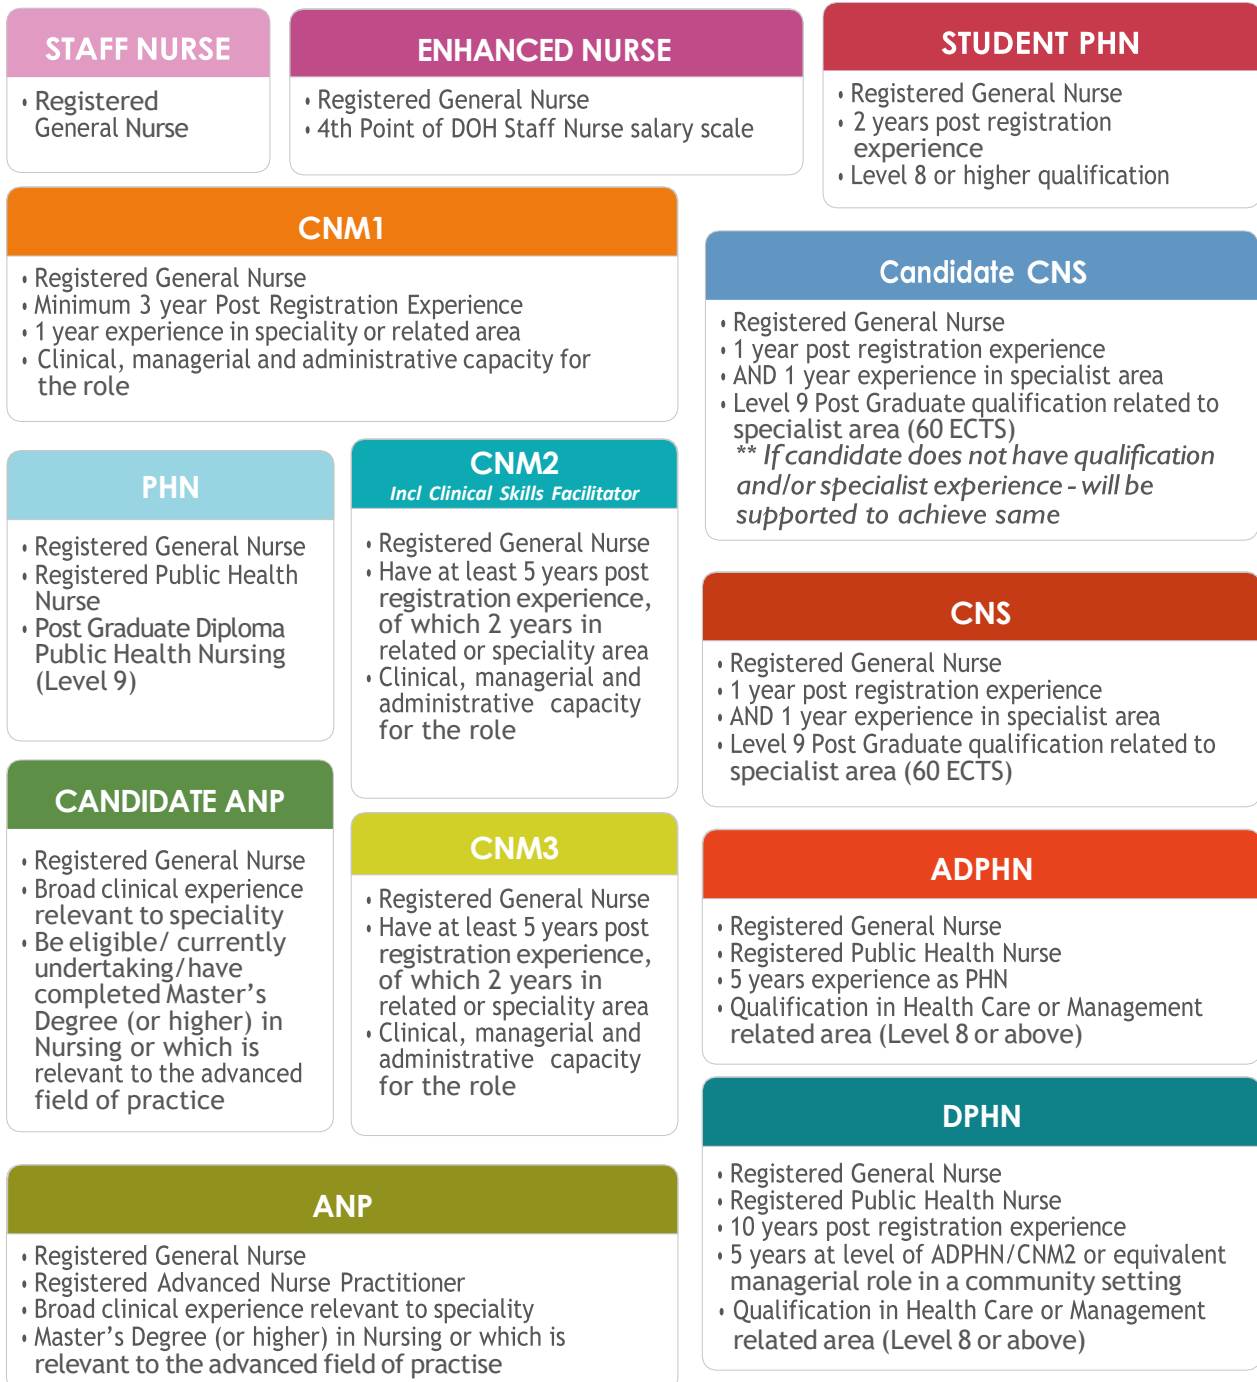 STAFF NURSE
• Registered
General Nurse
ENHANCED NURSE
• Registered General Nurse
• 4th Point of DOH Staff Nurse salary scale
STUDENT PHN
• Registered General Nurse
• 2 years post registration
experience
• Level 8 or higher qualification
CNM1
• Registered General Nurse
• Minimum 3 year Post Registration Experience
• 1 year experience in speciality or related area
• Clinical, managerial and administrative capacity for
the role
Candidate CNS
• Registered General Nurse
• 1 year post registration experience
• AND 1 year experience in specialist area
• Level 9 Post Graduate qualification related to
specialist area (60 ECTS)
** If candidate does not have qualification
and/or specialist experience - will be
supported to achieve same
PHN
• Registered General Nurse
• Registered Public Health
Nurse
• Post Graduate Diploma
Public Health Nursing
(Level 9)
CNM2
Incl Clinical Skills Facilitator
• Registered General Nurse
• Have at least 5 years post
registration experience,
of which 2 years in
related or speciality area
• Clinical, managerial and
administrative capacity
for the role
CNS
• Registered General Nurse
• 1 year post registration experience
• AND 1 year experience in specialist area
• Level 9 Post Graduate qualification related to
specialist area (60 ECTS)
CANDIDATE ANP
• Registered General Nurse
• Broad clinical experience
relevant to speciality
• Be eligible/ currently
undertaking/have
completed Master's
Degree (or higher) in
Nursing or which is
relevant to the advanced
field of practice
CNM3
• Registered General Nurse
• Have at least 5 years post
registration experience,
of which 2 years in
related or speciality area
• Clinical, managerial and
administrative capacity
for the role
ADPHN
• Registered General Nurse
• Registered Public Health Nurse
• 5 years experience as PHN
• Qualification in Health Care or Management
related area (Level 8 or above)
DPHN
• Registered General Nurse
• Registered Public Health Nurse
• 10 years post registration experience
• 5 years at level of ADPHN/CNM2 or equivalent
managerial role in a community setting
• Qualification in Health Care or Management
related area (Level 8 or above)
ANP
• Registered General Nurse
• Registered Advanced Nurse Practitioner
• Broad clinical experience relevant to speciality
• Master's Degree (or higher) in Nursing or which is
relevant to the advanced field of practise